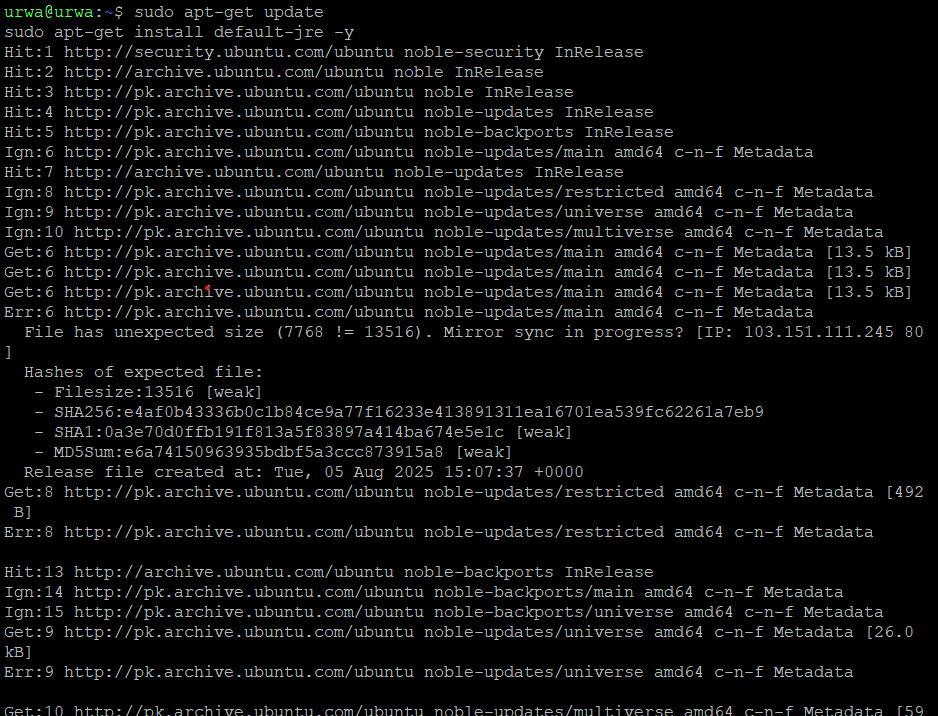 urwa@urwa:~$ sudo apt-get update
sudo apt-get install default-jre -y
Hit:1 http://security.ubuntu.com/ubuntu noble-security InRelease
Hit:2 http://archive.ubuntu.com/ubuntu noble InRelease
Hit:3 http://pk.archive.ubuntu.com/ubuntu noble InRelease
Hit:4 http://pk.archive.ubuntu.com/ubuntu noble-updates InRelease
Hit:5 http://pk.archive.ubuntu.com/ubuntu noble-backports InRelease
Ign:6 http://pk.archive.ubuntu.com/ubuntu noble-updates/main amd64 c-n-f Metadata
Hit:7 http://archive.ubuntu.com/ubuntu noble-updates InRelease
Ign:8 http://pk.archive.ubuntu.com/ubuntu noble-updates/restricted amd64 c-n-f Metadata
Ign:9 http://pk.archive.ubuntu.com/ubuntu noble-updates/universe amd64 c-n-f Metadata
Ign:10 http://pk.archive.ubuntu.com/ubuntu noble-updates/multiverse amd64 c-n-f Metadata
Get:6 http://pk.archive.ubuntu.com/ubuntu noble-updates/main amd64 c-n-f Metadata [13.5 kB]
Get:6 http://pk.archive.ubuntu.com/ubuntu noble-updates/main amd64 c-n-f Metadata [13.5 kB]
Get:6 http://pk.archive.ubuntu.com/ubuntu noble-updates/main amd64 c-n-f Metadata [13.5 kB]
Err:6 http://pk.archive.ubuntu.com/ubuntu noble-updates/main amd64 c-n-f Metadata
  File has unexpected size (7768 != 13516). Mirror sync in progress? [IP: 103.151.111.245 80
]
  Hashes of expected file:
   - Filesize:13516 [weak]
   - SHA256:e4af0b43336b0c1b84ce9a77f16233e413891311ea16701ea539fc62261a7eb9
   - SHA1:0a3e70d0ffb191f813a5f83897a414ba674e5e1c [weak]
   - MD5Sum:e6a74150963935bdbf5a3ccc873915a8 [weak]
  Release file created at: Tue, 05 Aug 2025 15:07:37 +0000
Get:8 http://pk.archive.ubuntu.com/ubuntu noble-updates/restricted amd64 c-n-f Metadata [492
 B]
Err:8 http://pk.archive.ubuntu.com/ubuntu noble-updates/restricted amd64 c-n-f Metadata
Hit:13 http://archive.ubuntu.com/ubuntu noble-backports InRelease
Ign:14 http://pk.archive.ubuntu.com/ubuntu noble-backports/main amd64 c-n-f Metadata
Ign:15 http://pk.archive.ubuntu.com/ubuntu noble-backports/universe amd64 c-n-f Metadata
Get:9 http://pk.archive.ubuntu.com/ubuntu noble-updates/universe amd64 c-n-f Metadata [26.0
kB]
Err:9 http://pk.archive.ubuntu.com/ubuntu noble-updates/universe amd64 c-n-f Metadata
Get:10 http://pk.archive.ubuntu.com/ubuntu noble-updates/multiverse amd64 c-n-f Metadata [59